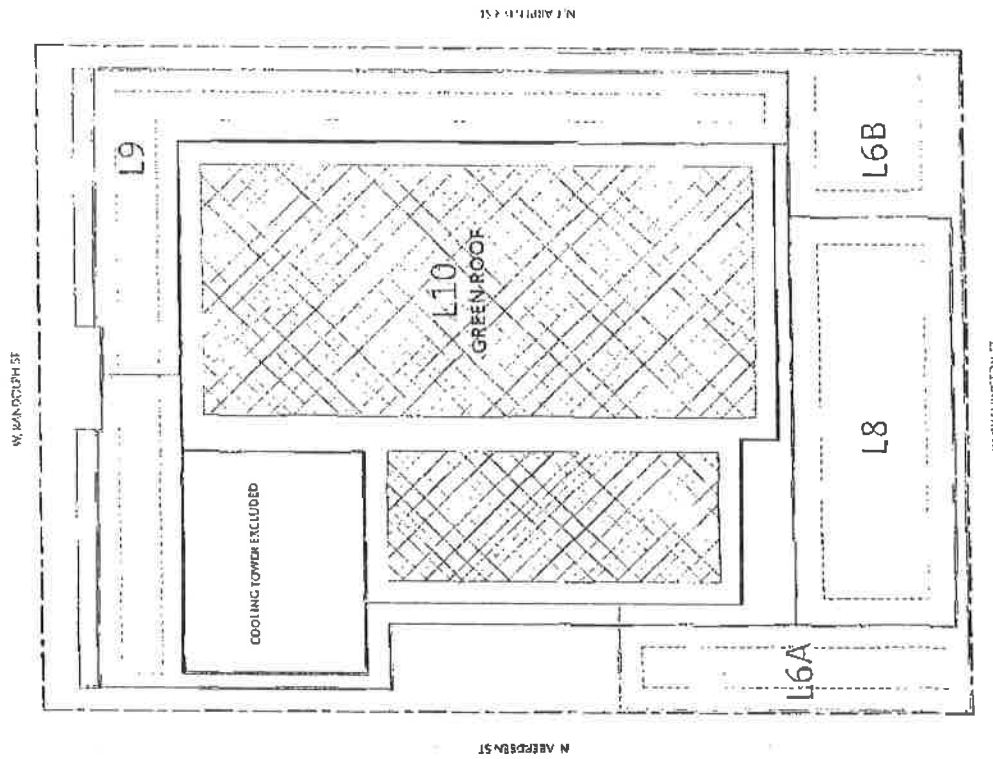 W. RANDOLPH ST
L9
L6B
L10
GREEN ROOF
COOLING TOWER EXCLUDED
L8
L6A
N ABERDEEN ST